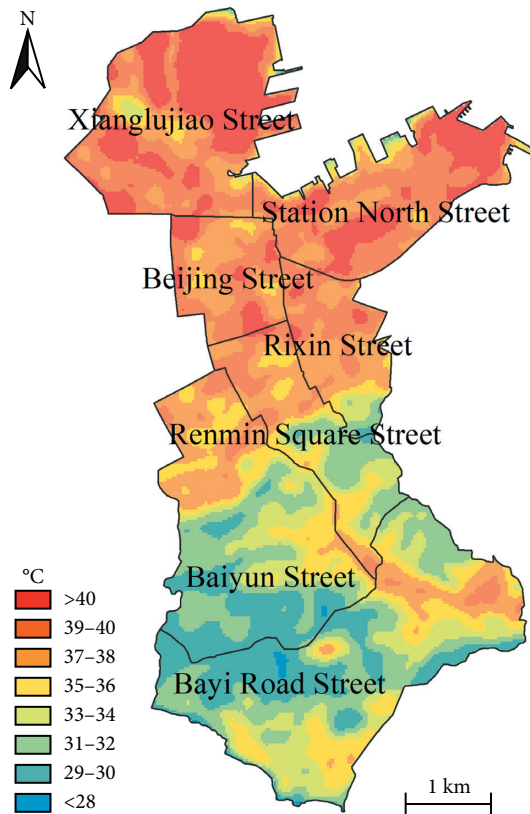 N
Xianglujiao Street
Station North Street
Beijing Street
Rixin Street
Renmin Square Street
Baiyun Street
Bayi Road Street
°C
>40
39–40
37–38
35–36
33–34
31–32
29–30
<28
1 km